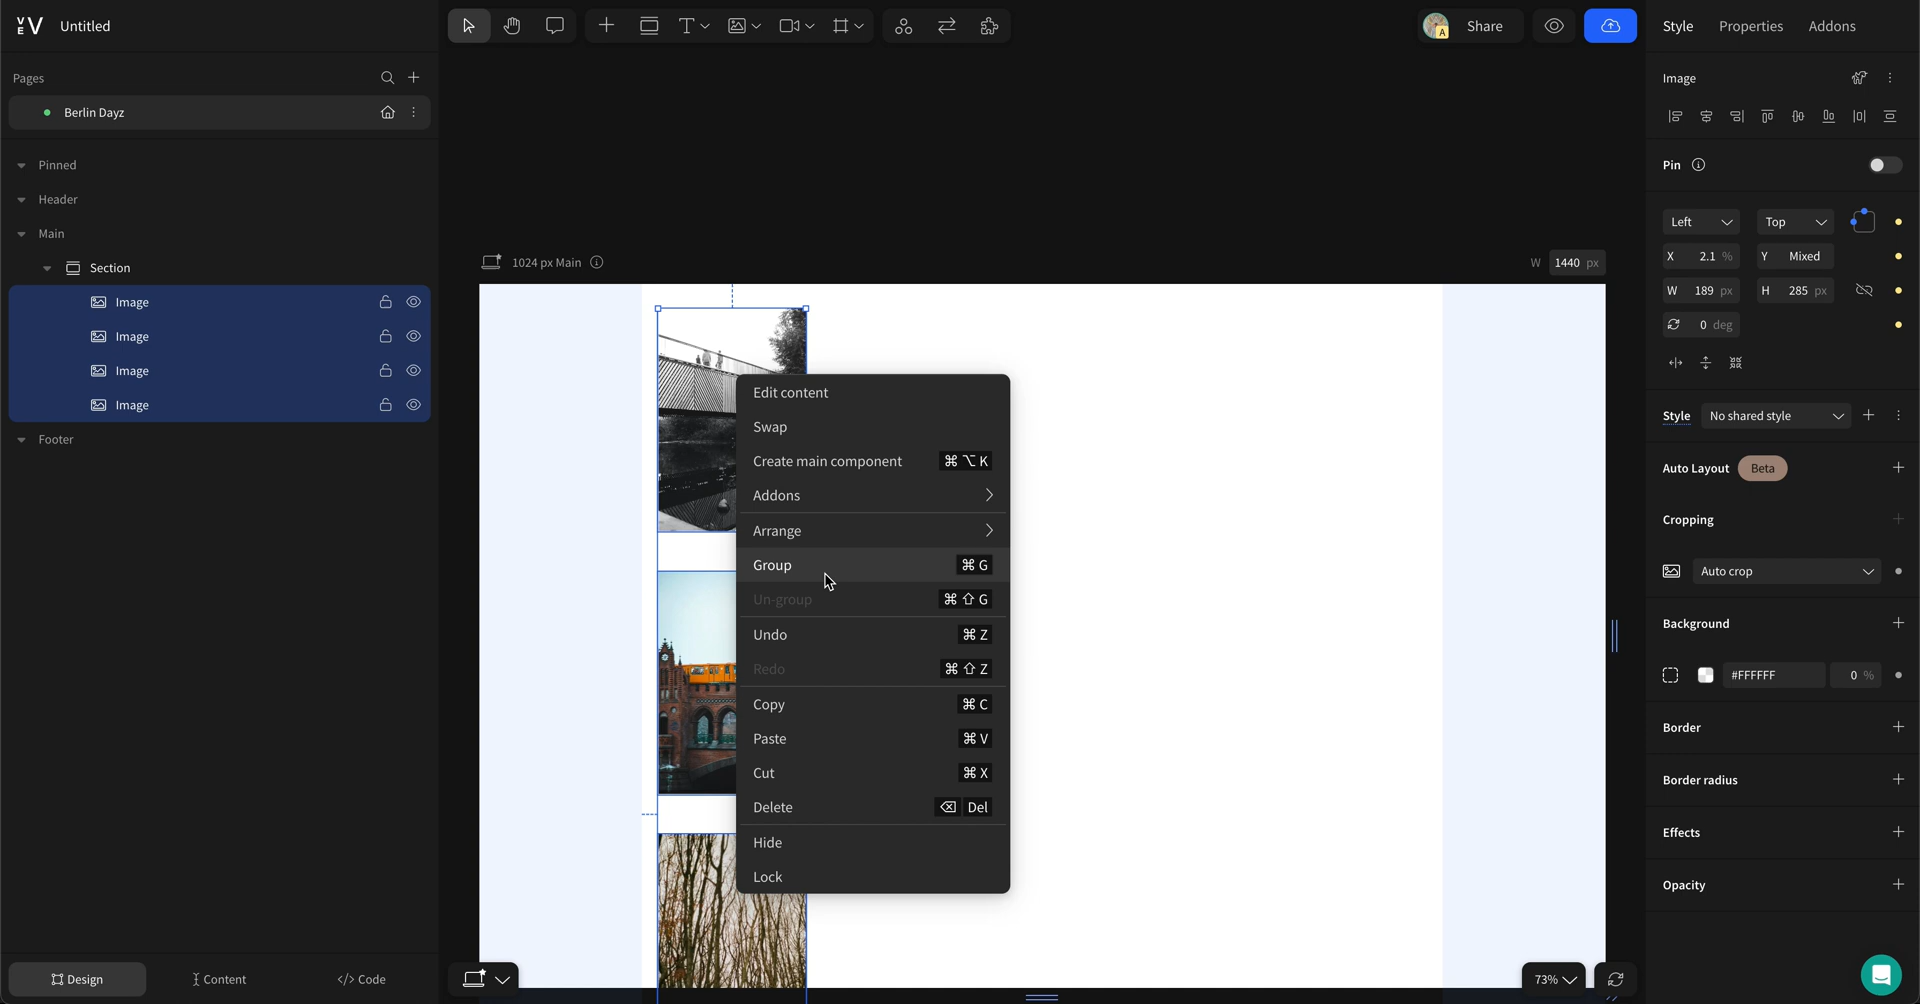 Untitled
Share
Style Properties Addons
Pages
Berlin Dayz
Pinned
Header
Main
Section
Image
Image
Image
Image
Footer
1024 px Main
W 1440 px
Edit content
Swap
Create main component ⌘ ⌥ K
Addons
Arrange
Group ⌘ G
Un-group ⌘ ⇧ G
Undo ⌘ Z
Redo ⌘ ⇧ Z
Copy ⌘ C
Paste ⌘ V
Cut ⌘ X
Delete ⌫ Del
Hide
Lock
Image
Pin
Left Top
X 2.1 % Y Mixed
W 189 px H 285 px
0 deg
Style No shared style
Auto Layout Beta
Cropping
Auto crop
Background
#FFFFFF 0 %
Border
Border radius
Effects
Opacity
Design Content </> Code
73%
A